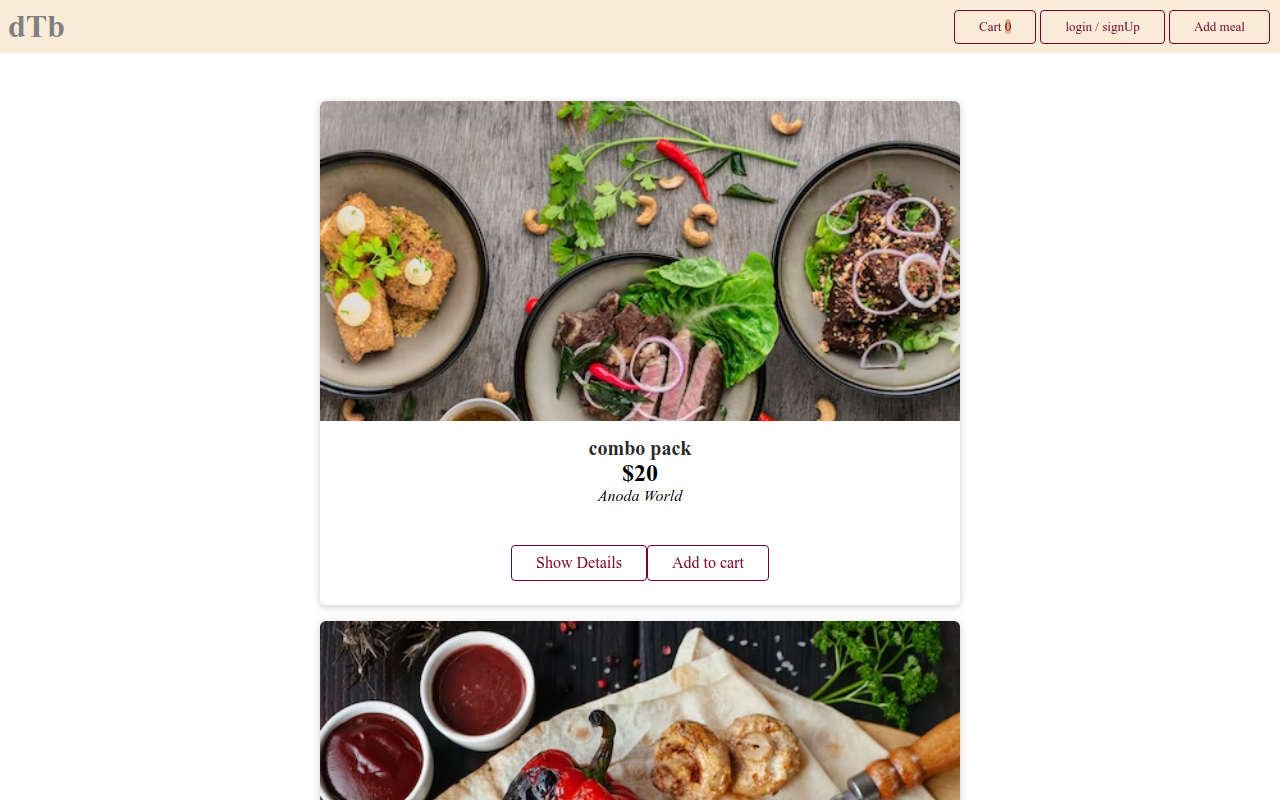 dTb
Cart 0
login / signUp
Add meal
combo pack
$20
Anoda World
Show Details
Add to cart